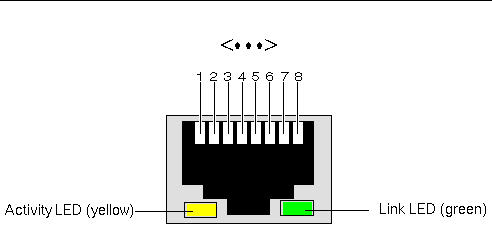 <•••>
1 2 3 4 5 6 7 8
Activity LED (yellow)
Link LED (green)